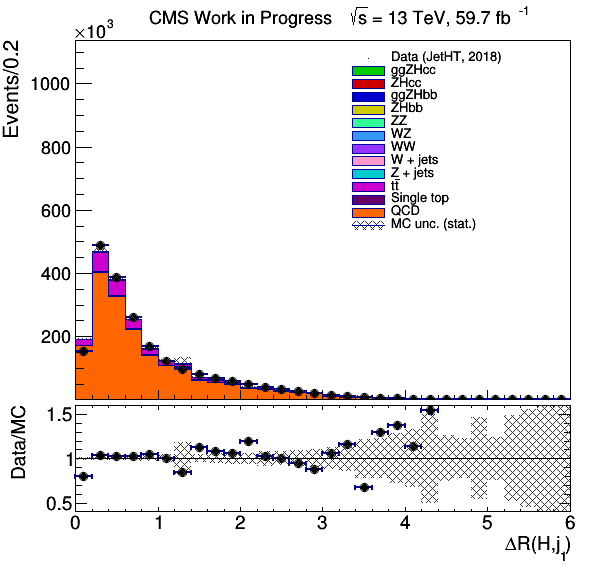 CMS Work in Progress √s = 13 TeV, 59.7 fb⁻¹
×10³
Events/0.2
1000
800
600
400
200
Data (JetHT, 2018)
ggZHcc
ZHcc
ggZHbb
ZHbb
ZZ
WZ
WW
W + jets
Z + jets
tt̄
Single top
QCD
MC unc. (stat.)
Data/MC
1.5
1
0.5
0 1 2 3 4 5 6
ΔR(H,j₁)